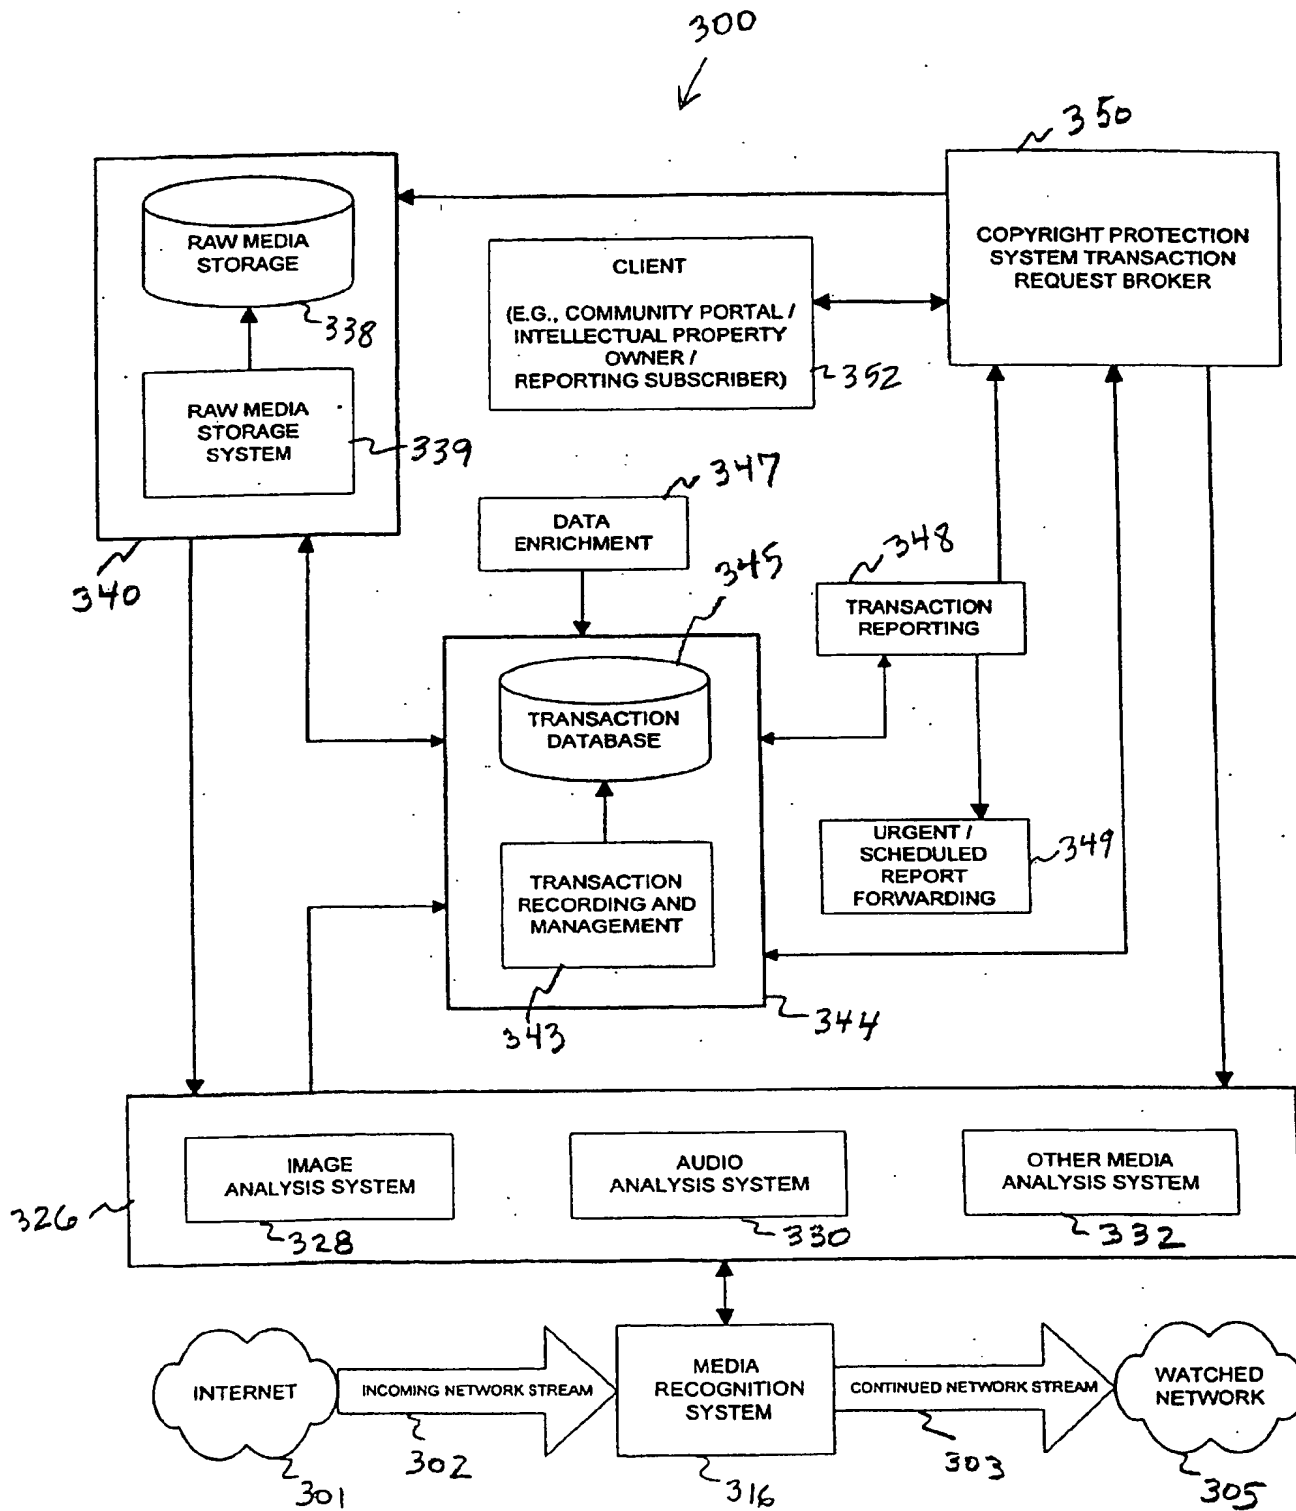 300
350
RAW MEDIA
STORAGE
338
RAW MEDIA
STORAGE
SYSTEM
339
340
CLIENT
(E.G., COMMUNITY PORTAL /
INTELLECTUAL PROPERTY
OWNER /
REPORTING SUBSCRIBER)
352
COPYRIGHT PROTECTION
SYSTEM TRANSACTION
REQUEST BROKER
347
DATA
ENRICHMENT
345
348
TRANSACTION
REPORTING
TRANSACTION
DATABASE
URGENT /
SCHEDULED
REPORT
FORWARDING
349
TRANSACTION
RECORDING AND
MANAGEMENT
343
344
IMAGE
ANALYSIS SYSTEM
328
AUDIO
ANALYSIS SYSTEM
330
OTHER MEDIA
ANALYSIS SYSTEM
332
326
INTERNET
301
INCOMING NETWORK STREAM
302
MEDIA
RECOGNITION
SYSTEM
316
CONTINUED NETWORK STREAM
303
WATCHED
NETWORK
305